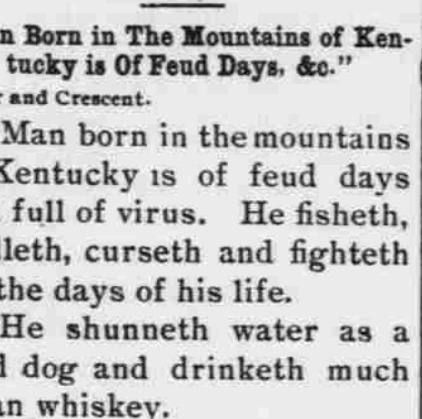 n Born in The Mountains of Ken-
tucky is Of Feud Days, &c."
and Crescent.
Man born in the mountains
Kentucky is of feud days
full of virus. He fisheth,
lleth, curseth and fighteth
the days of his life.
He shunneth water as a
d dog and drinketh much
an whiskey.